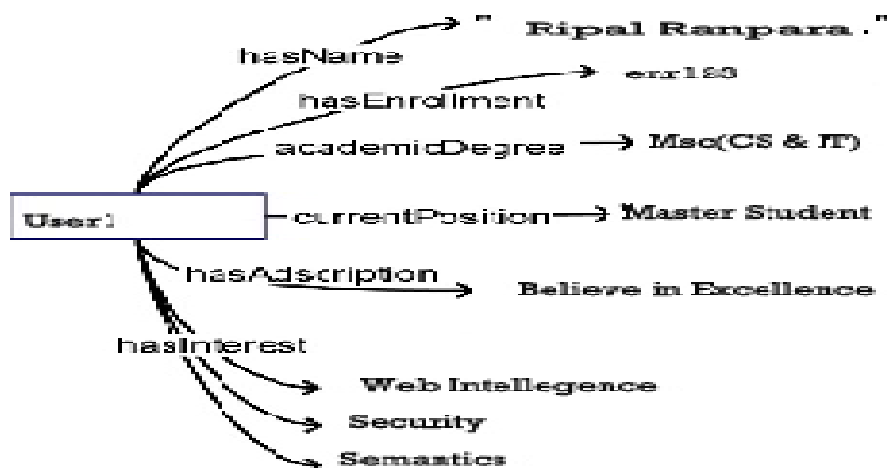 hasName
" Ripal Ranpara ."
hasEnrollment
academicDegree
Msc(CS & IT)
User1
currentPosition
"Master Student
hasAdscription
Believe in Excellence
hasInterest
Web Intellegence
Security
Semantics